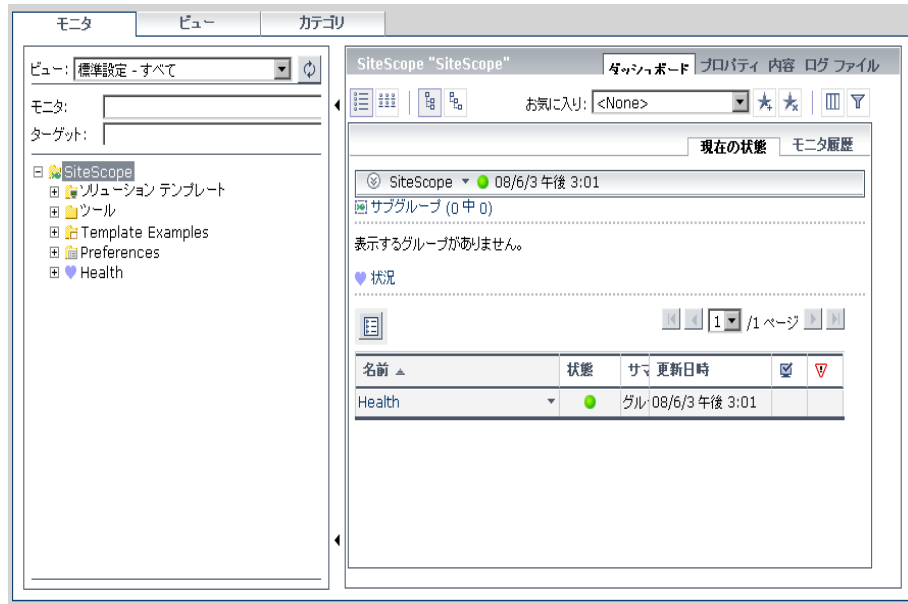 モニタ ビュー カテゴリ
ビュー: 標準設定 - すべて
モニタ:
ターゲット:
SiteScope
ソリューション テンプレート
ツール
Template Examples
Preferences
Health
SiteScope "SiteScope" ダッシュボード プロパティ 内容 ログ ファイル
お気に入り: <None>
現在の状態 モニタ履歴
SiteScope 08/6/3 午後 3:01
サブグループ (0 中 0)
表示するグループがありません。
状況
1 /1 ページ
名前 状態 サマ 更新日時
Health グル 08/6/3 午後 3:01